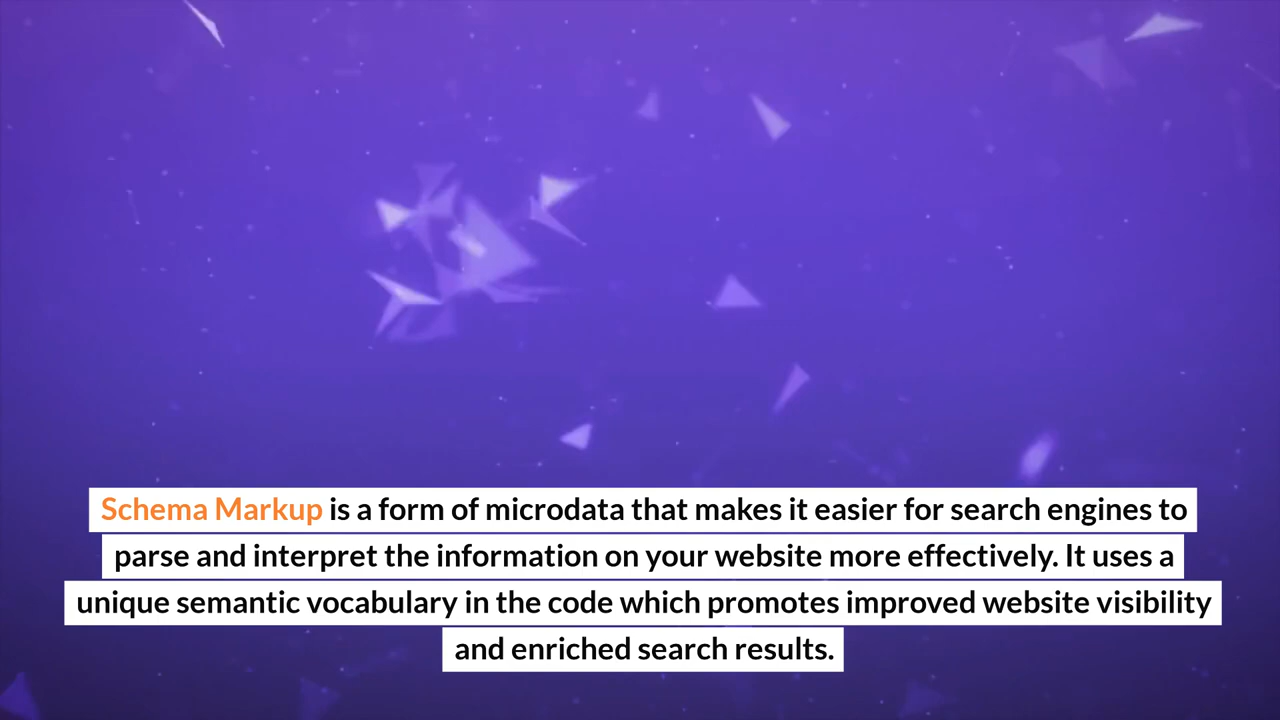 Schema Markup is a form of microdata that makes it easier for search engines to
parse and interpret the information on your website more effectively. It uses a
unique semantic vocabulary in the code which promotes improved website visibility
and enriched search results.